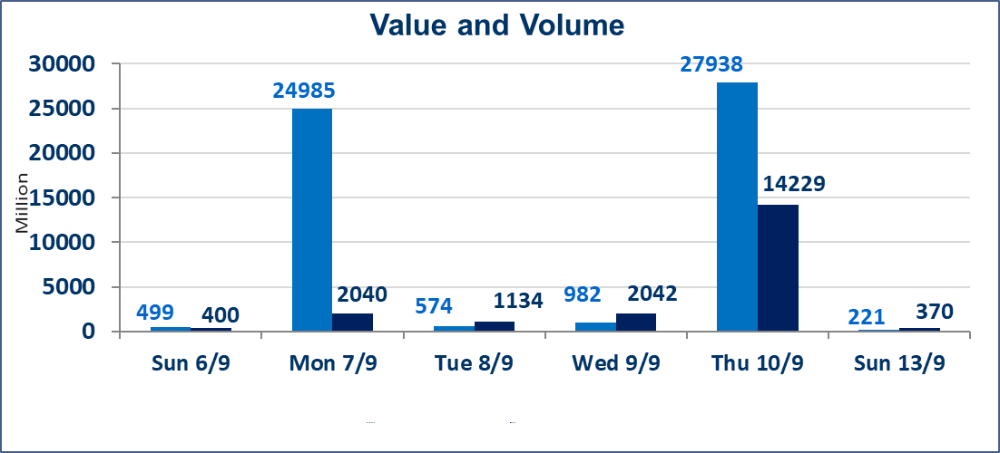 Value and Volume
30000
25000
20000
15000
10000
5000
0
Million
499
400
24985
2040
574
1134
982
2042
27938
14229
221
370
Sun 6/9
Mon 7/9
Tue 8/9
Wed 9/9
Thu 10/9
Sun 13/9